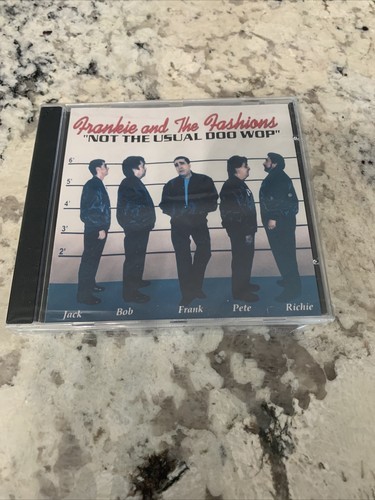 Frankie and The Fashions
"NOT THE USUAL DOO WOP"
6'
5'
4'
3'
2'
Jack Bob Frank Pete Richie